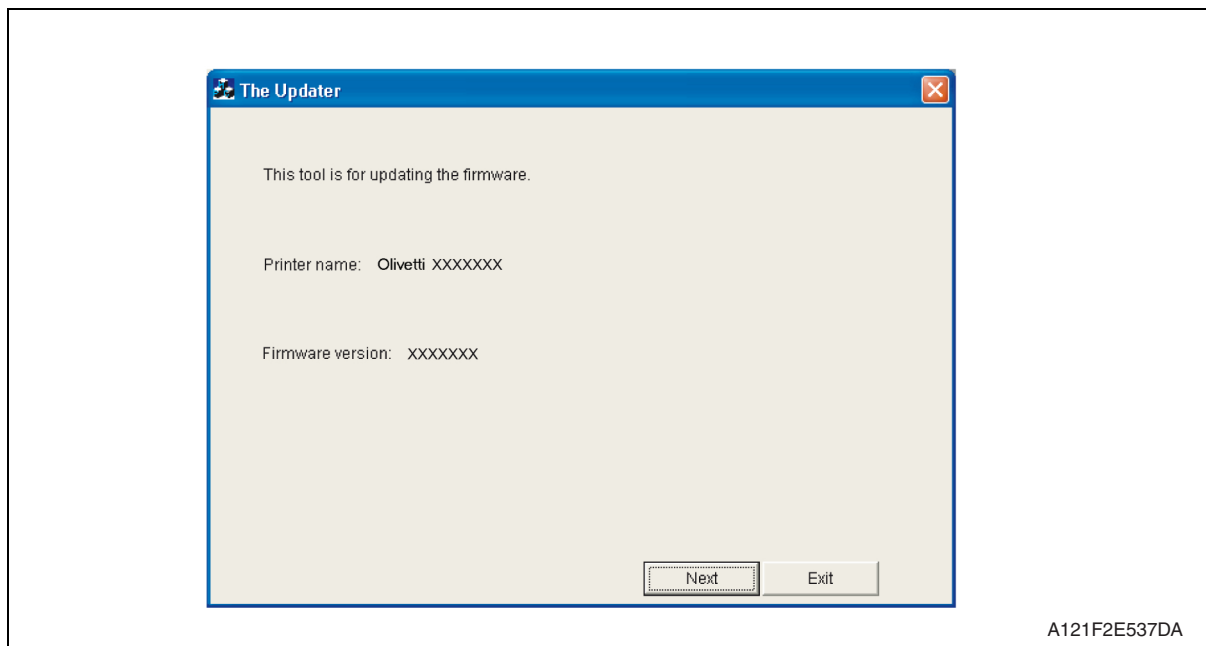 The Updater
This tool is for updating the firmware.
Printer name: Olivetti XXXXXXX
Firmware version: XXXXXXX
Next Exit
A121F2E537DA